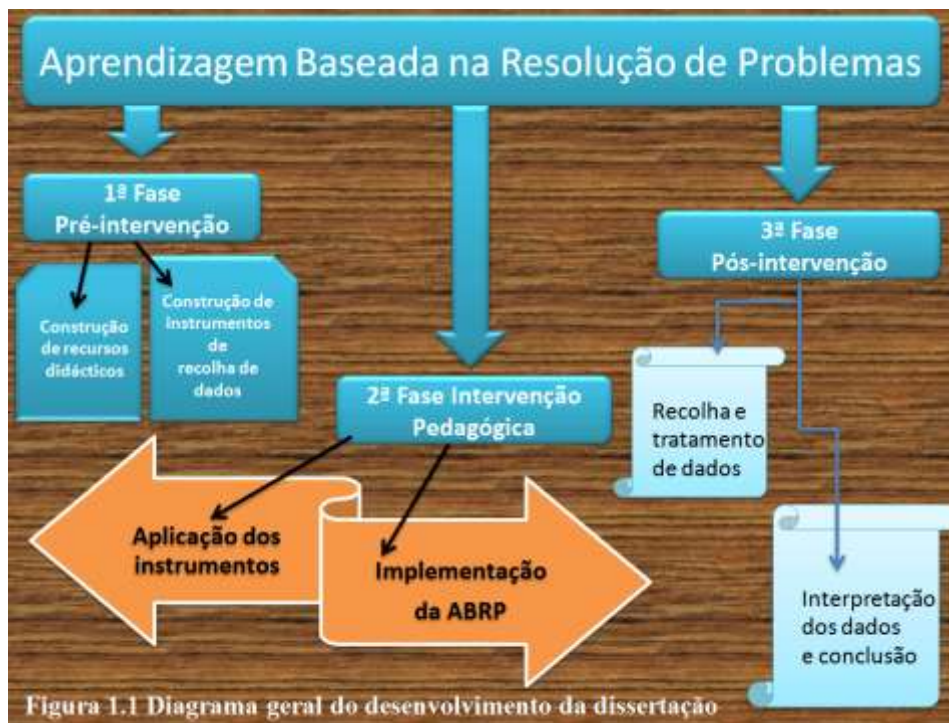 Aprendizagem Baseada na Resolução de Problemas
1ª Fase
Pré-intervenção
Construção
de recursos
didácticos
Construção de
instrumentos
de
recolha de
dados
2ª Fase Intervenção
Pedagógica
Aplicação dos
instrumentos
Implementação
da ABRP
3ª Fase
Pós-intervenção
Recolha e
tratamento
de dados
Interpretação
dos dados
e conclusão
Figura 1.1 Diagrama geral do desenvolvimento da dissertação